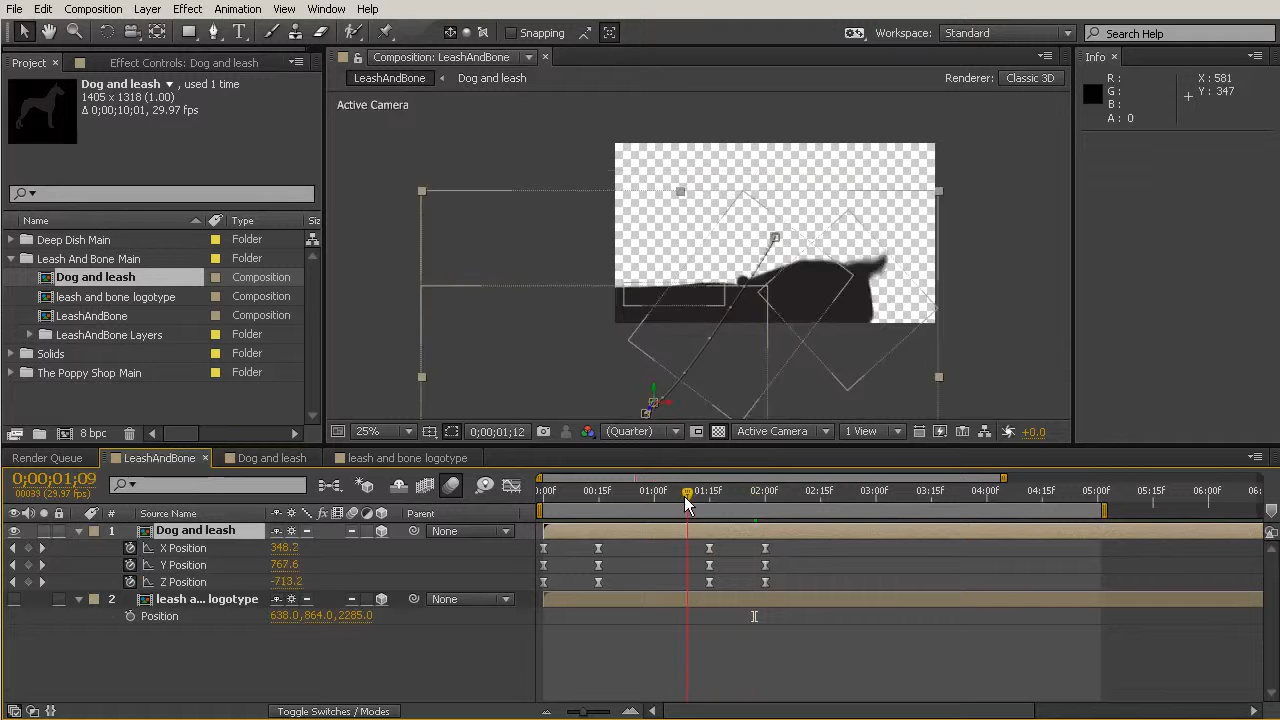 File Edit Composition Layer Effect Animation View Window Help
Snapping Workspace: Standard Search Help
Project Effect Controls: Dog and leash Composition: LeashAndBone Info
LeashAndBone Dog and leash Renderer: Classic 3D
Dog and leash , used 1 time
1405 x 1318 (1.00)
Δ 0;00;10;01, 29.97 fps
Active Camera
R : X : 581
G : Y : 347
B :
A : 0
Name Type Siz
Deep Dish Main Folder
Leash And Bone Main Folder
Dog and leash Composition
leash and bone logotype Composition
LeashAndBone Composition
LeashAndBone Layers Folder
Solids Folder
The Poppy Shop Main Folder
8 bpc 25% 0;00;01;12 (Quarter) Active Camera 1 View +0.0
Render Queue LeashAndBone Dog and leash leash and bone logotype
0;00;01;09
00039 (29.97 fps)
0:00f 00:15f 01:00f 01:15f 02:00f 02:15f 03:00f 03:15f 04:00f 04:15f 05:00f 05:15f 06:00f 06:
# Source Name Parent
1 Dog and leash None
X Position 348.2
Y Position 767.6
Z Position -713.2
2 leash a... logotype None
Position 638.0,864.0,2285.0
Toggle Switches / Modes